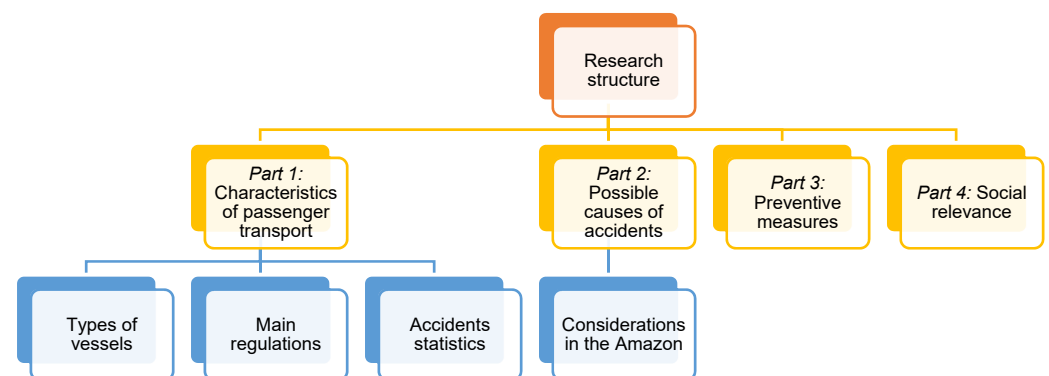 Research
structure
Part 1:
Characteristics
of passenger
transport
Part 2:
Possible
causes of
accidents
Part 3:
Preventive
measures
Part 4: Social
relevance
Types of
vessels
Main
regulations
Accidents
statistics
Considerations
in the Amazon